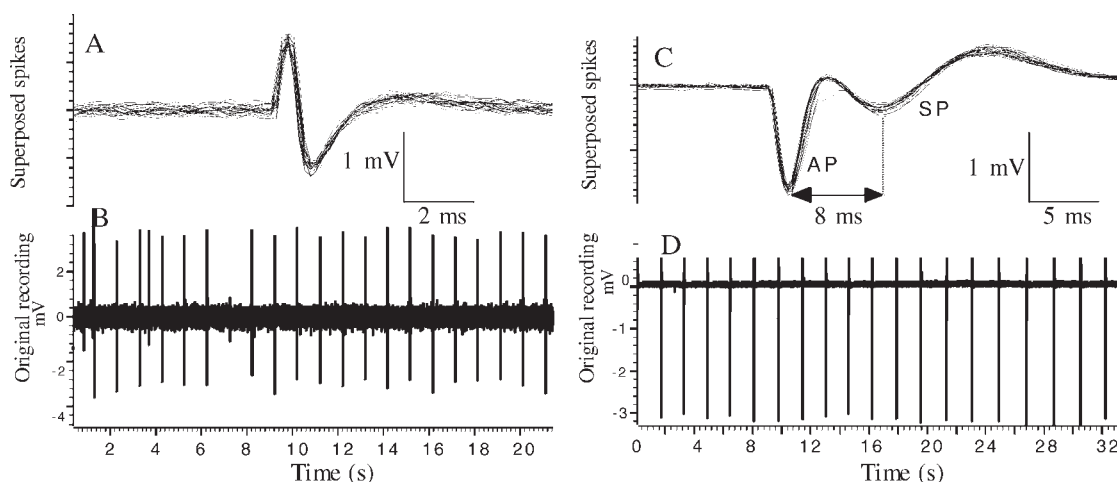 A
Superposed spikes
1 mV
2 ms
B
Original recording
mV
2
0
-2
-4
2 4 6 8 10 12 14 16 18 20
Time (s)
C
Superposed spikes
AP
SP
8 ms
1 mV
5 ms
D
Original recording
mV
0
-1
-2
-3
0 4 8 12 16 20 24 28 32
Time (s)